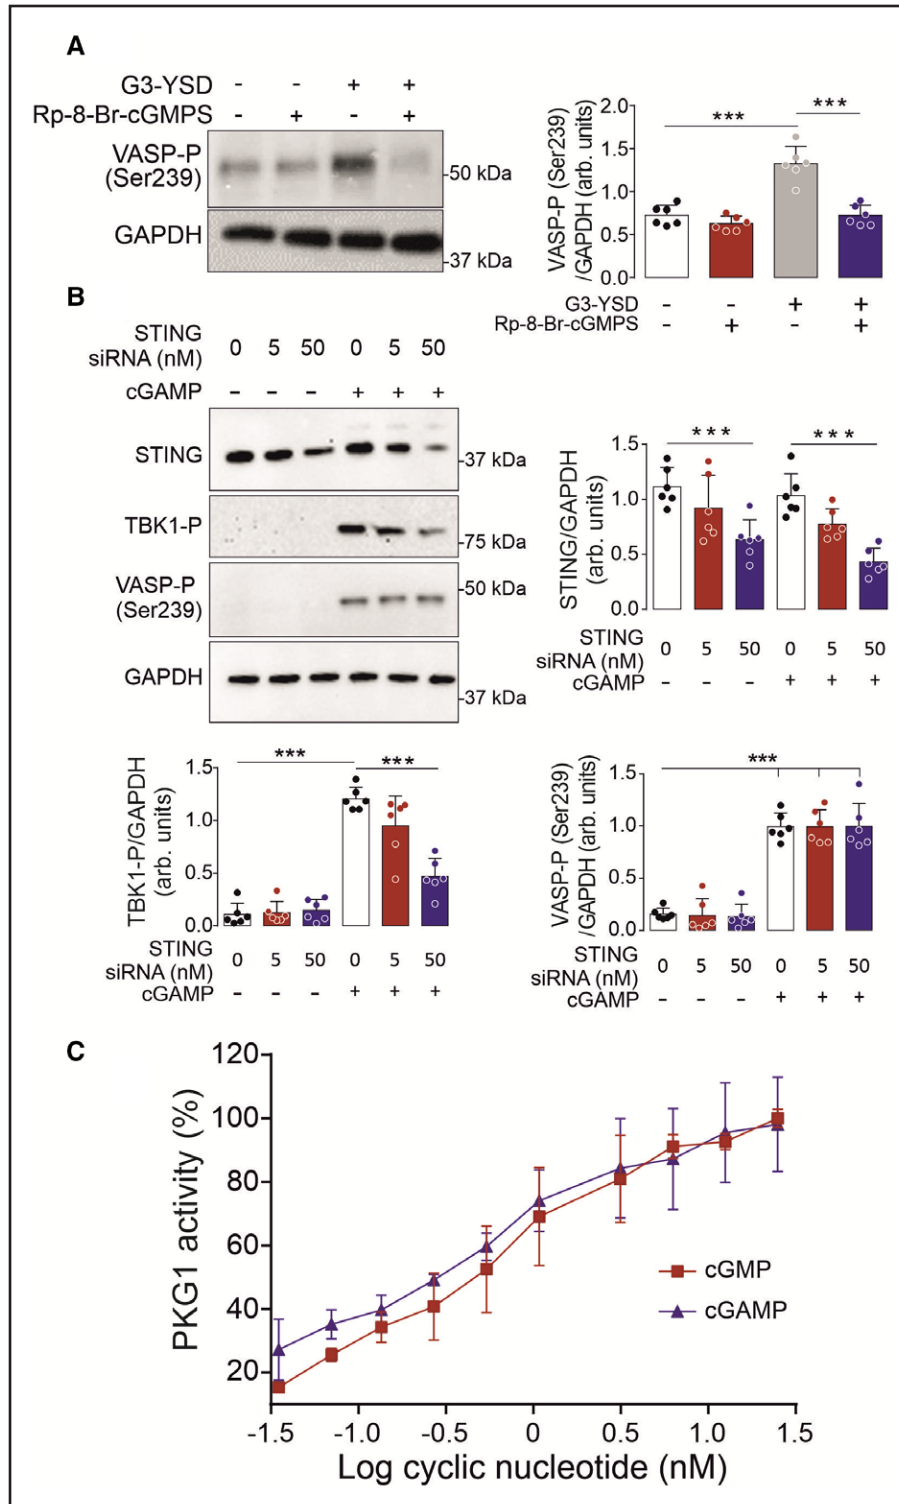 A
G3-YSD - - + +
Rp-8-Br-cGMPS - + - +
VASP-P
(Ser239)
-50 kDa
GAPDH
-37 kDa
VASP-P (Ser239)
/GAPDH (arb. units)
2.0
1.5
1.0
0.5
0.0
*** ***
G3-YSD - - + +
Rp-8-Br-cGMPS - + - +
B
STING
siRNA (nM) 0 5 50 0 5 50
cGAMP - - - + + +
STING
-37 kDa
TBK1-P
-75 kDa
VASP-P
(Ser239)
-50 kDa
GAPDH
-37 kDa
STING/GAPDH
(arb. units)
1.5
1.0
0.5
0.0
*** ***
STING
siRNA (nM) 0 5 50 0 5 50
cGAMP - - - + + +
TBK1-P/GAPDH
(arb. units)
1.5
1.0
0.5
0.0
*** ***
STING
siRNA (nM) 0 5 50 0 5 50
cGAMP - - - + + +
VASP-P (Ser239)
/GAPDH (arb. units)
1.5
1.0
0.5
0.0
***
STING
siRNA (nM) 0 5 50 0 5 50
cGAMP - - - + + +
C
PKG1 activity (%)
120
100
80
60
40
20
cGMP
cGAMP
-1.5 -1.0 -0.5 0 0.5 1.0 1.5
Log cyclic nucleotide (nM)